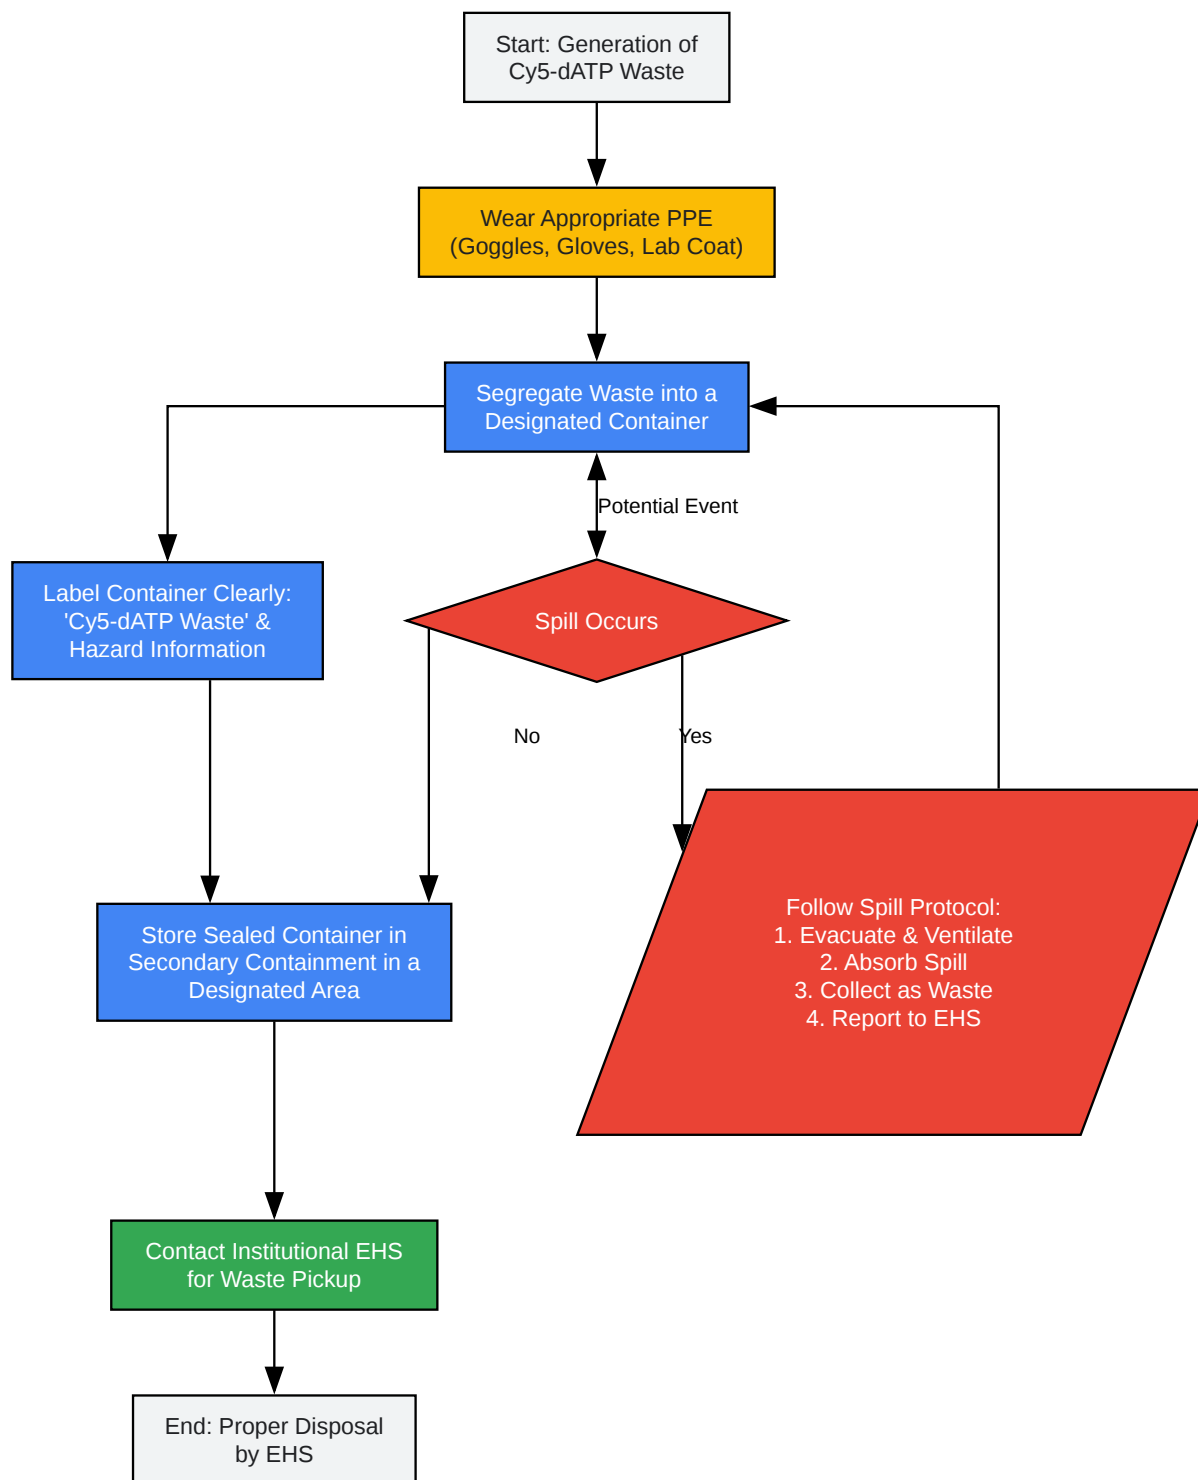 Start: Generation of
Cy5-dATP Waste
Wear Appropriate PPE
(Goggles, Gloves, Lab Coat)
Segregate Waste into a
Designated Container
Potential Event
Label Container Clearly:
'Cy5-dATP Waste' &
Hazard Information
Spill Occurs
No
Yes
Store Sealed Container in
Secondary Containment in a
Designated Area
Follow Spill Protocol:
1. Evacuate & Ventilate
2. Absorb Spill
3. Collect as Waste
4. Report to EHS
Contact Institutional EHS
for Waste Pickup
End: Proper Disposal
by EHS